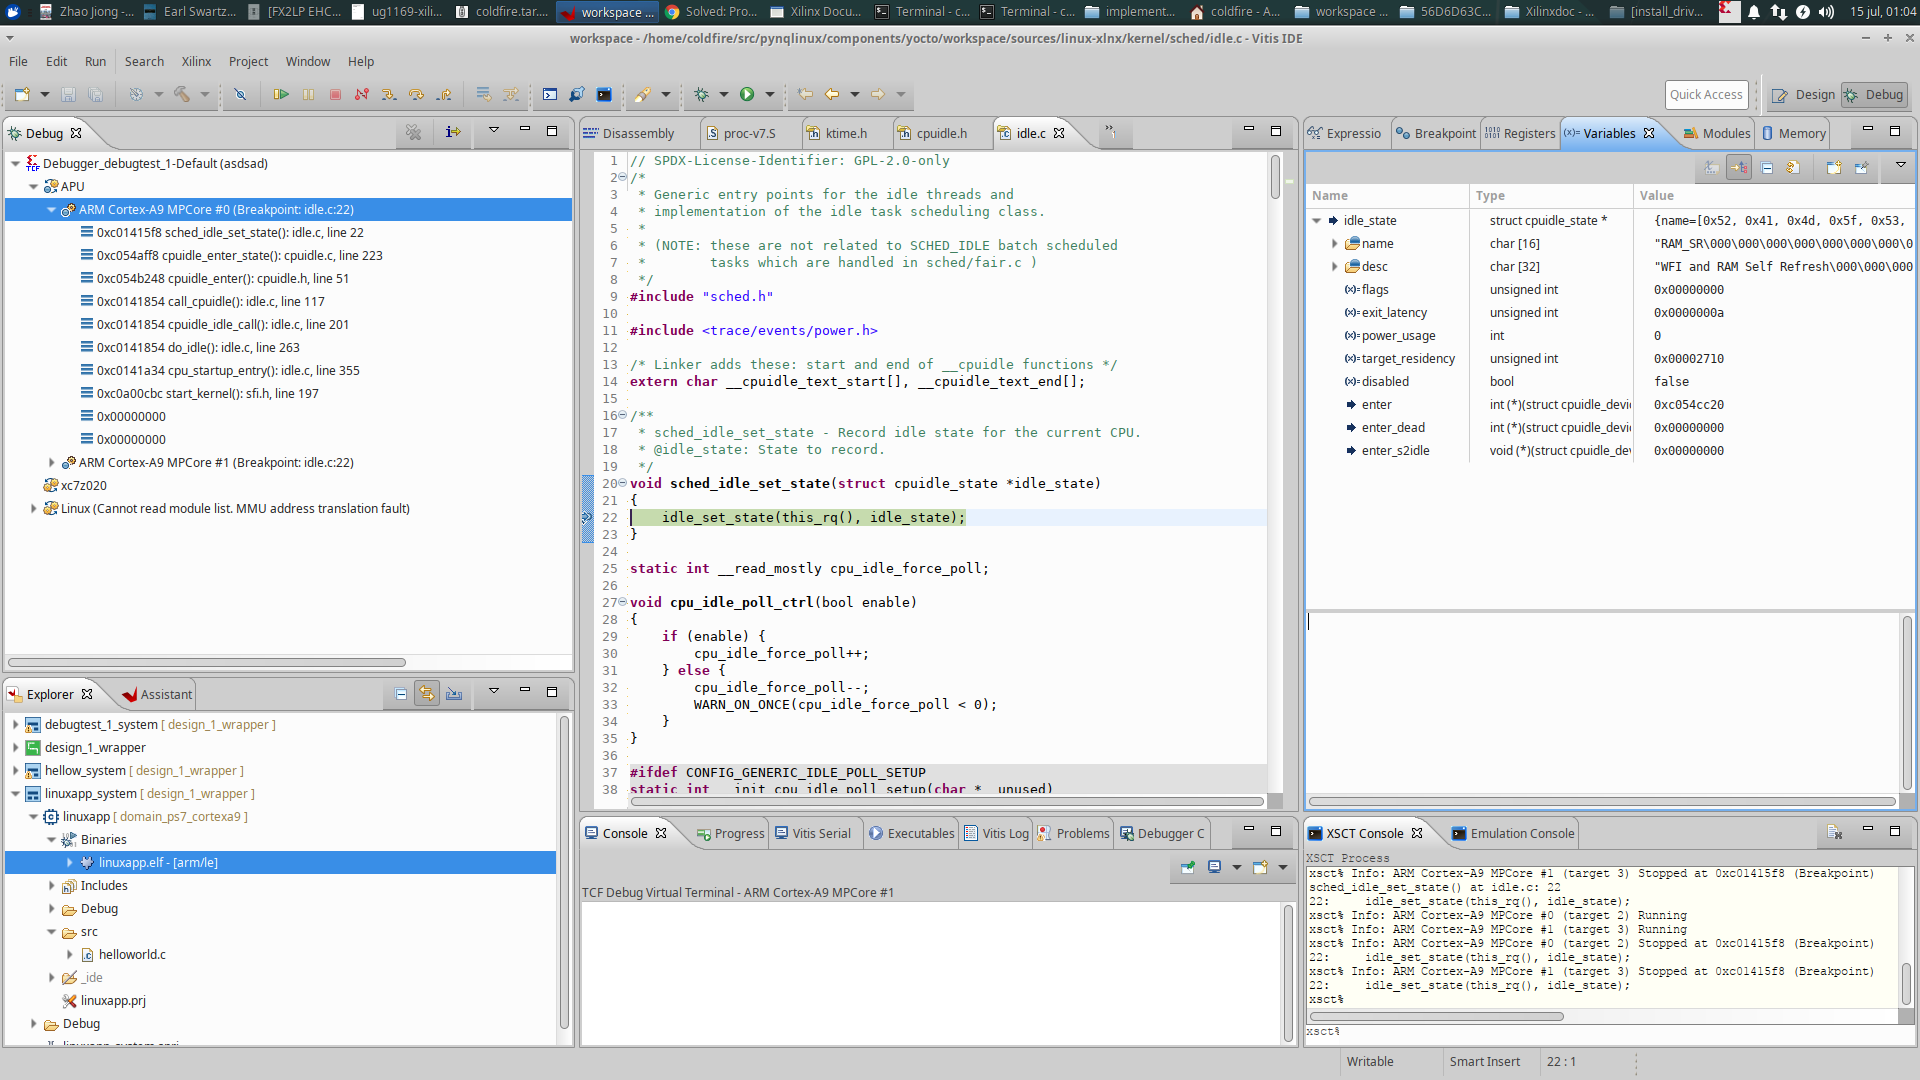 Zhao Jiong -...
Earl Swartz...
[FX2LP EHC...
ug1169-xili...
coldfire.tar....
workspace ...
Solved: Pro...
Xilinx Docu...
Terminal - c...
Terminal - c...
implement...
coldfire - A...
workspace ...
56D6D63C...
Xilinxdoc - ...
[install_driv...
15 jul, 01:04
workspace - /home/coldfire/src/pynqlinux/components/yocto/workspace/sources/linux-xlnx/kernel/sched/idle.c - Vitis IDE
File Edit Run Search Xilinx Project Window Help
Quick Access
Design
Debug
Debug
Debugger_debugtest_1-Default (asdsad)
APU
ARM Cortex-A9 MPCore #0 (Breakpoint: idle.c:22)
0xc01415f8 sched_idle_set_state(): idle.c, line 22
0xc054aff8 cpuidle_enter_state(): cpuidle.c, line 223
0xc054b248 cpuidle_enter(): cpuidle.h, line 51
0xc0141854 call_cpuidle(): idle.c, line 117
0xc0141854 cpuidle_idle_call(): idle.c, line 201
0xc0141854 do_idle(): idle.c, line 263
0xc0141a34 cpu_startup_entry(): idle.c, line 355
0xc0a00cbc start_kernel(): sfi.h, line 197
0x00000000
0x00000000
ARM Cortex-A9 MPCore #1 (Breakpoint: idle.c:22)
xc7z020
Linux (Cannot read module list. MMU address translation fault)
Explorer
Assistant
debugtest_1_system [ design_1_wrapper ]
design_1_wrapper
hellow_system [ design_1_wrapper ]
linuxapp_system [ design_1_wrapper ]
linuxapp [ domain_ps7_cortexa9 ]
Binaries
linuxapp.elf - [arm/le]
Includes
Debug
src
helloworld.c
_ide
linuxapp.prj
Debug
Disassembly
proc-v7.S
ktime.h
cpuidle.h
idle.c
1 // SPDX-License-Identifier: GPL-2.0-only
2 /*
3  * Generic entry points for the idle threads and
4  * implementation of the idle task scheduling class.
5  *
6  * (NOTE: these are not related to SCHED_IDLE batch scheduled
7  *        tasks which are handled in sched/fair.c )
8  */
9 #include "sched.h"
10
11 #include <trace/events/power.h>
12
13 /* Linker adds these: start and end of __cpuidle functions */
14 extern char __cpuidle_text_start[], __cpuidle_text_end[];
15
16 /**
17  * sched_idle_set_state - Record idle state for the current CPU.
18  * @idle_state: State to record.
19  */
20 void sched_idle_set_state(struct cpuidle_state *idle_state)
21 {
22     idle_set_state(this_rq(), idle_state);
23 }
24
25 static int __read_mostly cpu_idle_force_poll;
26
27 void cpu_idle_poll_ctrl(bool enable)
28 {
29     if (enable) {
30         cpu_idle_force_poll++;
31     } else {
32         cpu_idle_force_poll--;
33         WARN_ON_ONCE(cpu_idle_force_poll < 0);
34     }
35 }
36
37 #ifdef CONFIG_GENERIC_IDLE_POLL_SETUP
38 static int __init cpu_idle_poll_setup(char *__unused)
Console
Progress
Vitis Serial
Executables
Vitis Log
Problems
Debugger C
TCF Debug Virtual Terminal - ARM Cortex-A9 MPCore #1
Expressio
Breakpoint
Registers
Variables
Modules
Memory
Name Type Value
idle_state struct cpuidle_state * {name=[0x52, 0x41, 0x4d, 0x5f, 0x53,
name char [16] "RAM_SR\000\000\000\000\000\000\000\0
desc char [32] "WFI and RAM Self Refresh\000\000\000
flags unsigned int 0x00000000
exit_latency unsigned int 0x0000000a
power_usage int 0
target_residency unsigned int 0x00002710
disabled bool false
enter int (*)(struct cpuidle_devi 0xc054cc20
enter_dead int (*)(struct cpuidle_devi 0x00000000
enter_s2idle void (*)(struct cpuidle_de 0x00000000
XSCT Console
Emulation Console
XSCT Process
xsct% Info: ARM Cortex-A9 MPCore #1 (target 3) Stopped at 0xc01415f8 (Breakpoint)
sched_idle_set_state() at idle.c: 22
22:     idle_set_state(this_rq(), idle_state);
xsct% Info: ARM Cortex-A9 MPCore #0 (target 2) Running
xsct% Info: ARM Cortex-A9 MPCore #1 (target 3) Running
xsct% Info: ARM Cortex-A9 MPCore #0 (target 2) Stopped at 0xc01415f8 (Breakpoint)
22:     idle_set_state(this_rq(), idle_state);
xsct% Info: ARM Cortex-A9 MPCore #1 (target 3) Stopped at 0xc01415f8 (Breakpoint)
22:     idle_set_state(this_rq(), idle_state);
xsct%
xsct%
Writable
Smart Insert
22 : 1